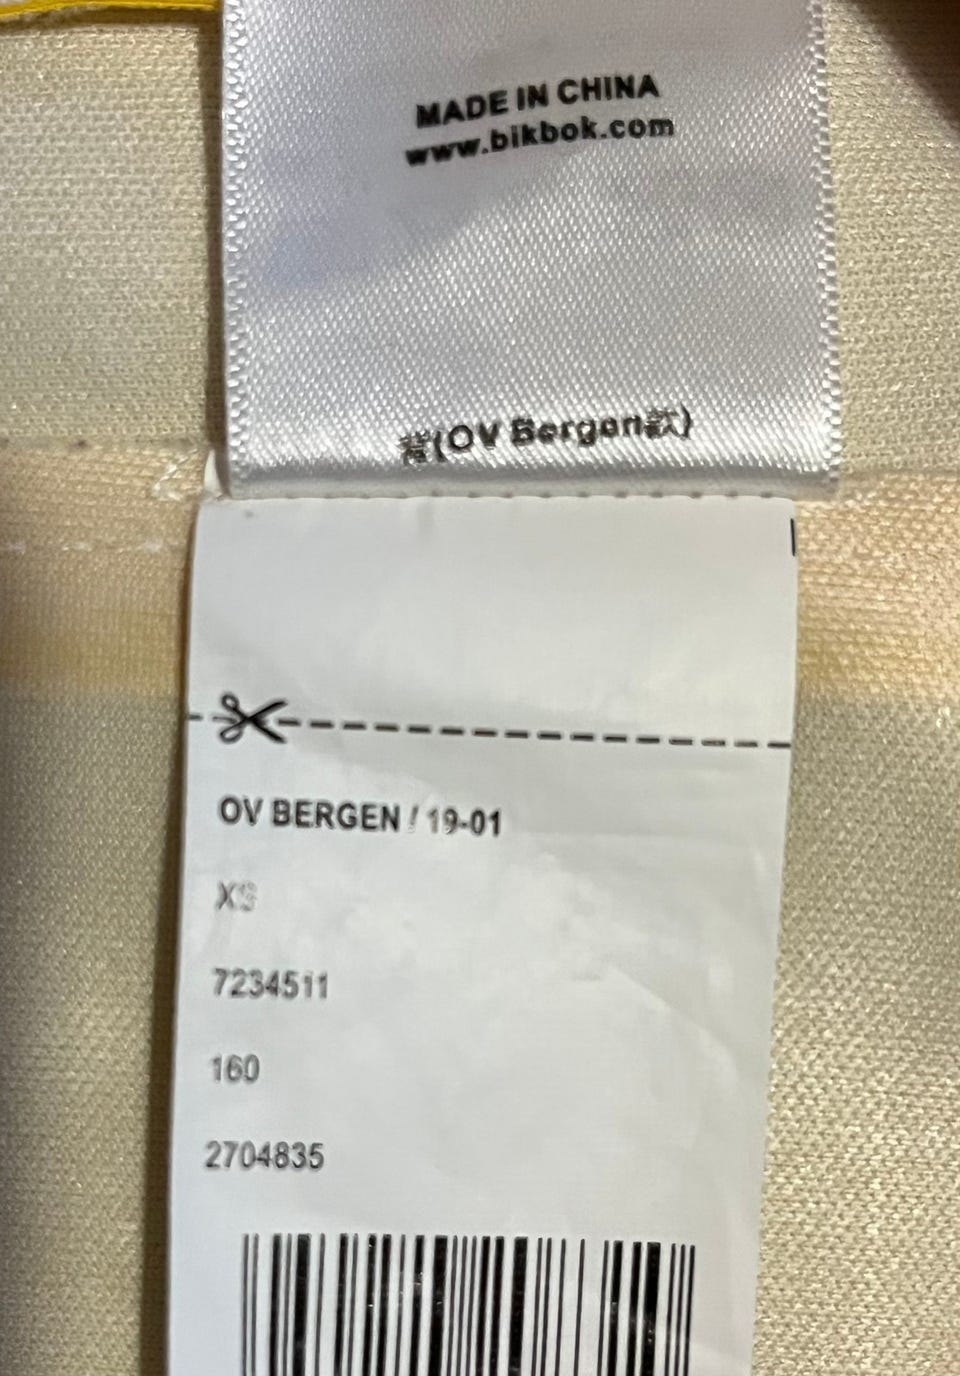 MADE IN CHINA
www.bikbok.com
背(OV Bergen款)
OV BERGEN / 19-01
XS
7234511
160
2704835